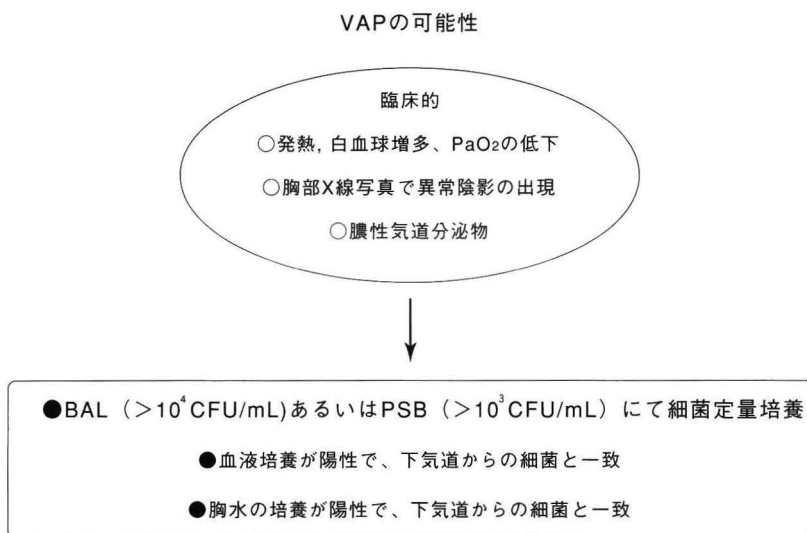 VAPの可能性
臨床的
○発熱, 白血球増多、PaO₂の低下
○胸部X線写真で異常陰影の出現
○膿性気道分泌物
●BAL（＞10⁴CFU/mL)あるいはPSB（＞10³CFU/mL）にて細菌定量培養
●血液培養が陽性で、下気道からの細菌と一致
●胸水の培養が陽性で、下気道からの細菌と一致